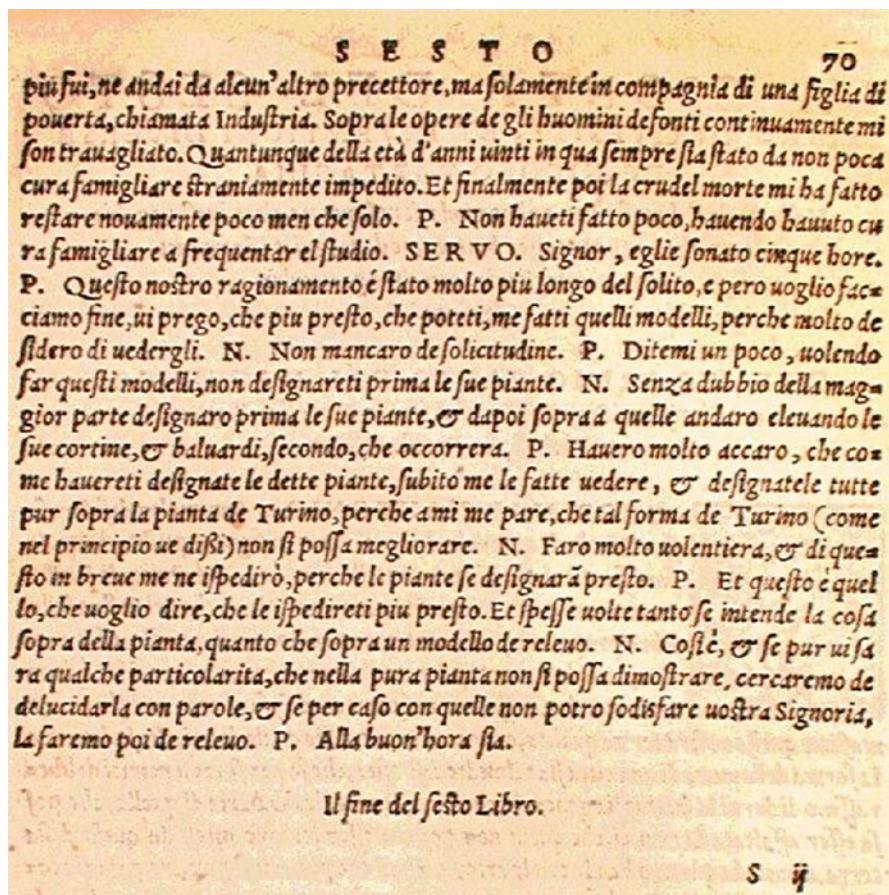 SESTO 70
piu fui, ne andai da alcun'altro precettore, ma solamente in compagnia di una figlia di
pouerta, chiamata Industria. Sopra le opere de gli huomini defonti continuamente mi
son trauagliato. Quantunque della età d'anni uinti in qua sempre sia stato da non poca
cura famigliare straniamente impedito. Et finalmente poi la crudel morte mi ha fatto
restare nouamente poco men che solo. P. Non haueti fatto poco, hauendo hauuto cu
ra famigliare a frequentar el studio. SERVO. Signor, eglie sonato cinque hore.
P. Questo nostro ragionamento é stato molto piu longo del solito, e pero uoglio fac=
ciamo fine, ùi prego, che piu presto, che poteti, me fatti quelli modelli, perche molto de
sidero di uedergli. N. Non mancaro de solicitudine. P. Ditemi un poco, uolendo
far questi modelli, non designareti prima le sue piante. N. Senza dubbio della mag=
gior parte designaro prima le sue piante, & dapoi sopra a quelle andaro eleuando le
sue cortine, & baluardi, secondo, che occorrera. P. Hauero molto accaro, che co=
me hauereti designate le dette piante, subito me le fatte uedere, & designatele tutte
pur sopra la pianta de Turino, perche a mi me pare, che tal forma de Turino (come
nel principio ue dißi) non si possa megliorare. N. Faro molto uolentiera, & di que=
sto in breue me ne ispedirò, perche le piante se designarã presto. P. Et questo è quel
lo, che uoglio dire, che le ispedireti piu presto. Et spesse uolte tanto se intende la cosa
sopra della pianta, quanto che sopra un modello de releuo. N. Cosi è, & se pur ui sa
ra qualche particolarita, che nella pura pianta non si possa dimostrare, cercaremo de
delucidarla con parole, & se per caso con quelle non potro sodisfare uostra Signoria,
la faremo poi de releuo. P. Alla buon'hora sia.
Il fine del sesto Libro.
S ij